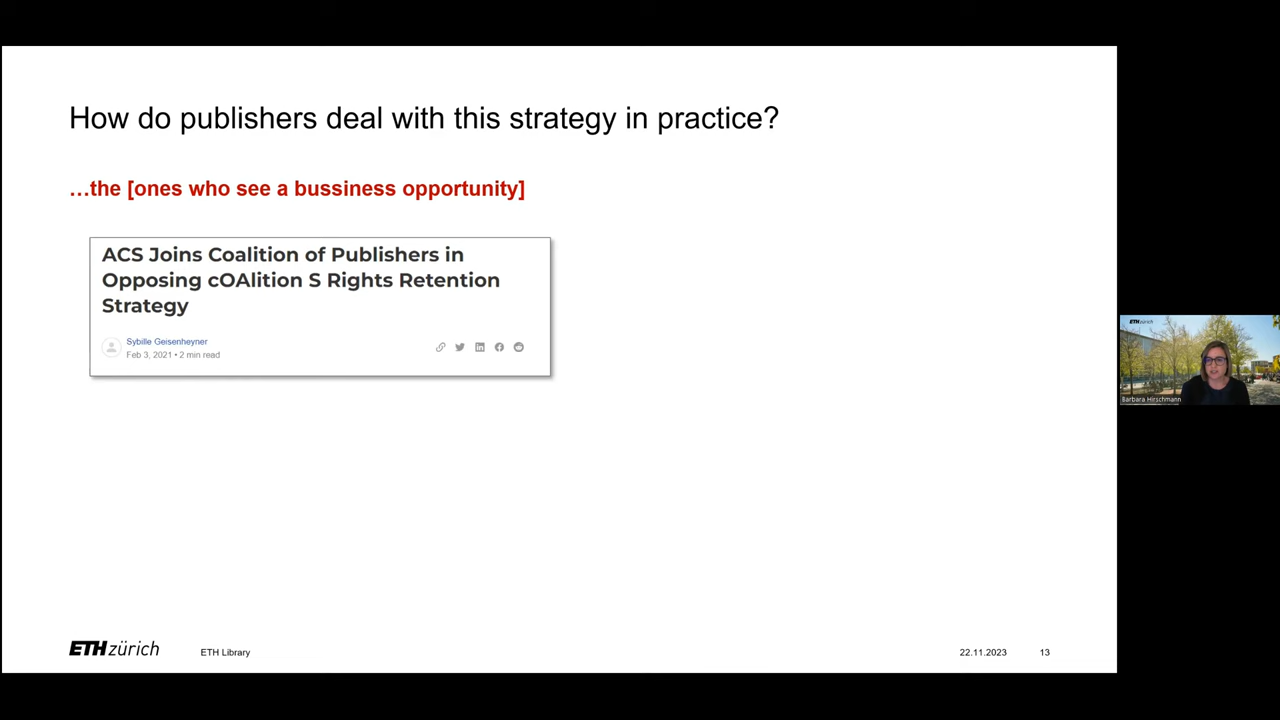 How do publishers deal with this strategy in practice?
…the [ones who see a bussiness opportunity]
ACS Joins Coalition of Publishers in
Opposing cOAlition S Rights Retention
Strategy
Sybille Geisenheyner
Feb 3, 2021 • 2 min read
ETH zürich
ETH Library
22.11.2023
13
ETH zürich
Barbara Hirschmann